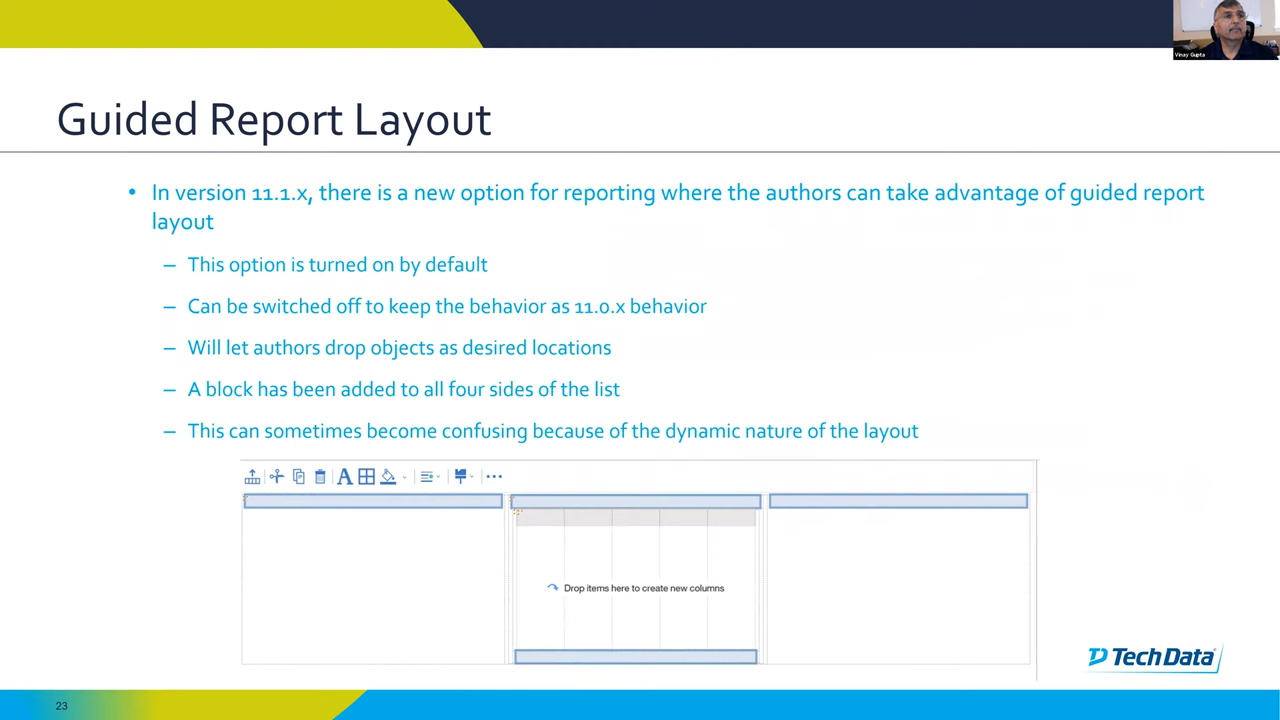 Vinay Gupta
Guided Report Layout
• In version 11.1.x, there is a new option for reporting where the authors can take advantage of guided report
layout
– This option is turned on by default
– Can be switched off to keep the behavior as 11.0.x behavior
– Will let authors drop objects as desired locations
– A block has been added to all four sides of the list
– This can sometimes become confusing because of the dynamic nature of the layout
Drop items here to create new columns
Tech Data
23